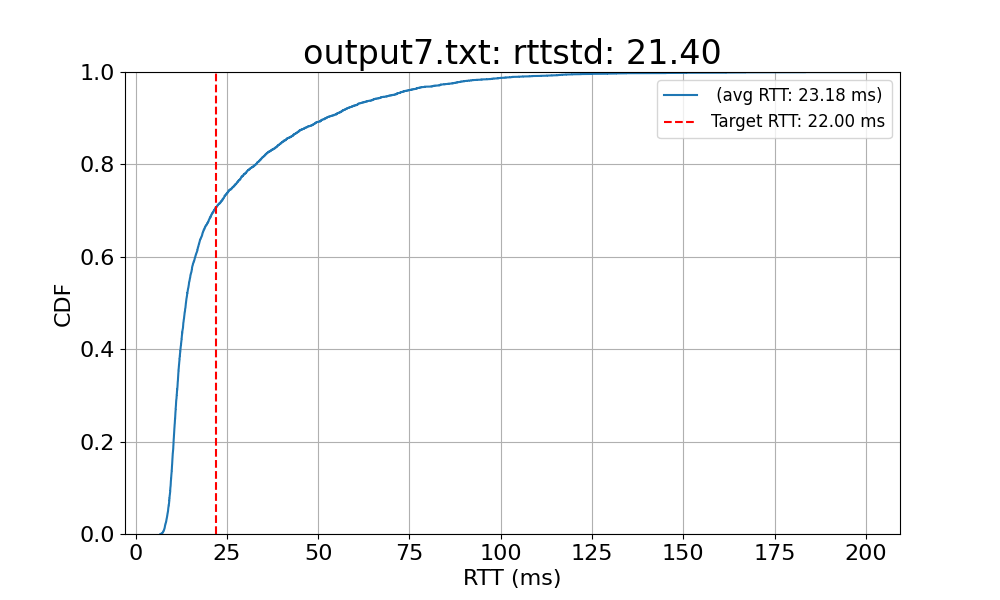 output7.txt: rttstd: 21.40
(avg RTT: 23.18 ms)
Target RTT: 22.00 ms
1.0
0.8
0.6
0.4
0.2
0.0
CDF
0 25 50 75 100 125 150 175 200
RTT (ms)